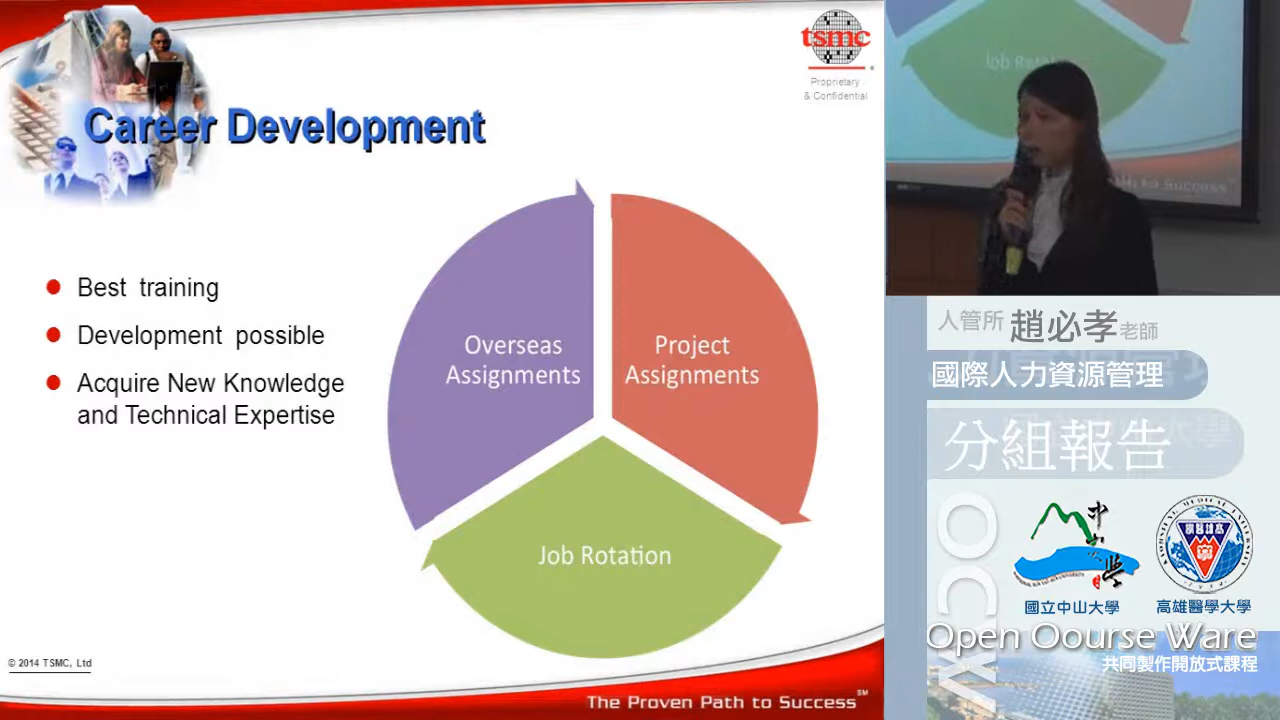 Career Development
tsmc
Proprietary
& Confidential
Best training
Development possible
Acquire New Knowledge
and Technical Expertise
Overseas
Assignments
Project
Assignments
Job Rotation
© 2014 TSMC, Ltd
The Proven Path to Success℠
人管所 趙必孝老師
國際人力資源管理
分組報告
OCW
國立中山大學
高雄醫學大學
Open Oourse Ware
共同製作開放式課程